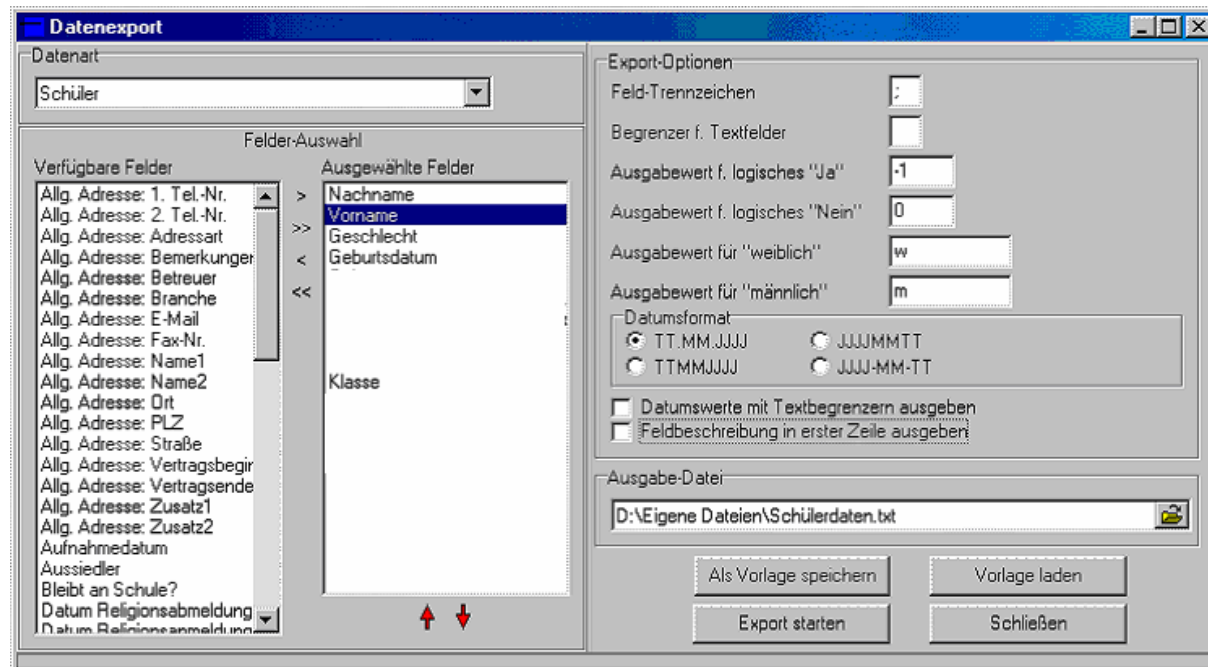 Datenexport
Datenart
Schüler
Felder-Auswahl
Verfügbare Felder
Allg. Adresse: 1. Tel.-Nr.
Allg. Adresse: 2. Tel.-Nr.
Allg. Adresse: Adressart
Allg. Adresse: Bemerkunger
Allg. Adresse: Betreuer
Allg. Adresse: Branche
Allg. Adresse: E-Mail
Allg. Adresse: Fax-Nr.
Allg. Adresse: Name1
Allg. Adresse: Name2
Allg. Adresse: Ort
Allg. Adresse: PLZ
Allg. Adresse: Straße
Allg. Adresse: Vertragsbegir
Allg. Adresse: Vertragsende
Allg. Adresse: Zusatz1
Allg. Adresse: Zusatz2
Aufnahmedatum
Aussiedler
Bleibt an Schule?
Datum Religionsabmeldung
Datum Religionsanmeldung
>
>>
<
<<
Ausgewählte Felder
Nachname
Vorname
Geschlecht
Geburtsdatum
Klasse
Export-Optionen
Feld-Trennzeichen ;
Begrenzer f. Textfelder
Ausgabewert f. logisches "Ja" -1
Ausgabewert f. logisches "Nein" 0
Ausgabewert für "weiblich" w
Ausgabewert für "männlich" m
Datumsformat
TT.MM.JJJJ JJJJMMTT
TTMMJJJJ JJJJ-MM-TT
Datumswerte mit Textbegrenzern ausgeben
Feldbeschreibung in erster Zeile ausgeben
Ausgabe-Datei
D:\Eigene Dateien\Schülerdaten.txt
Als Vorlage speichern Vorlage laden
Export starten Schließen